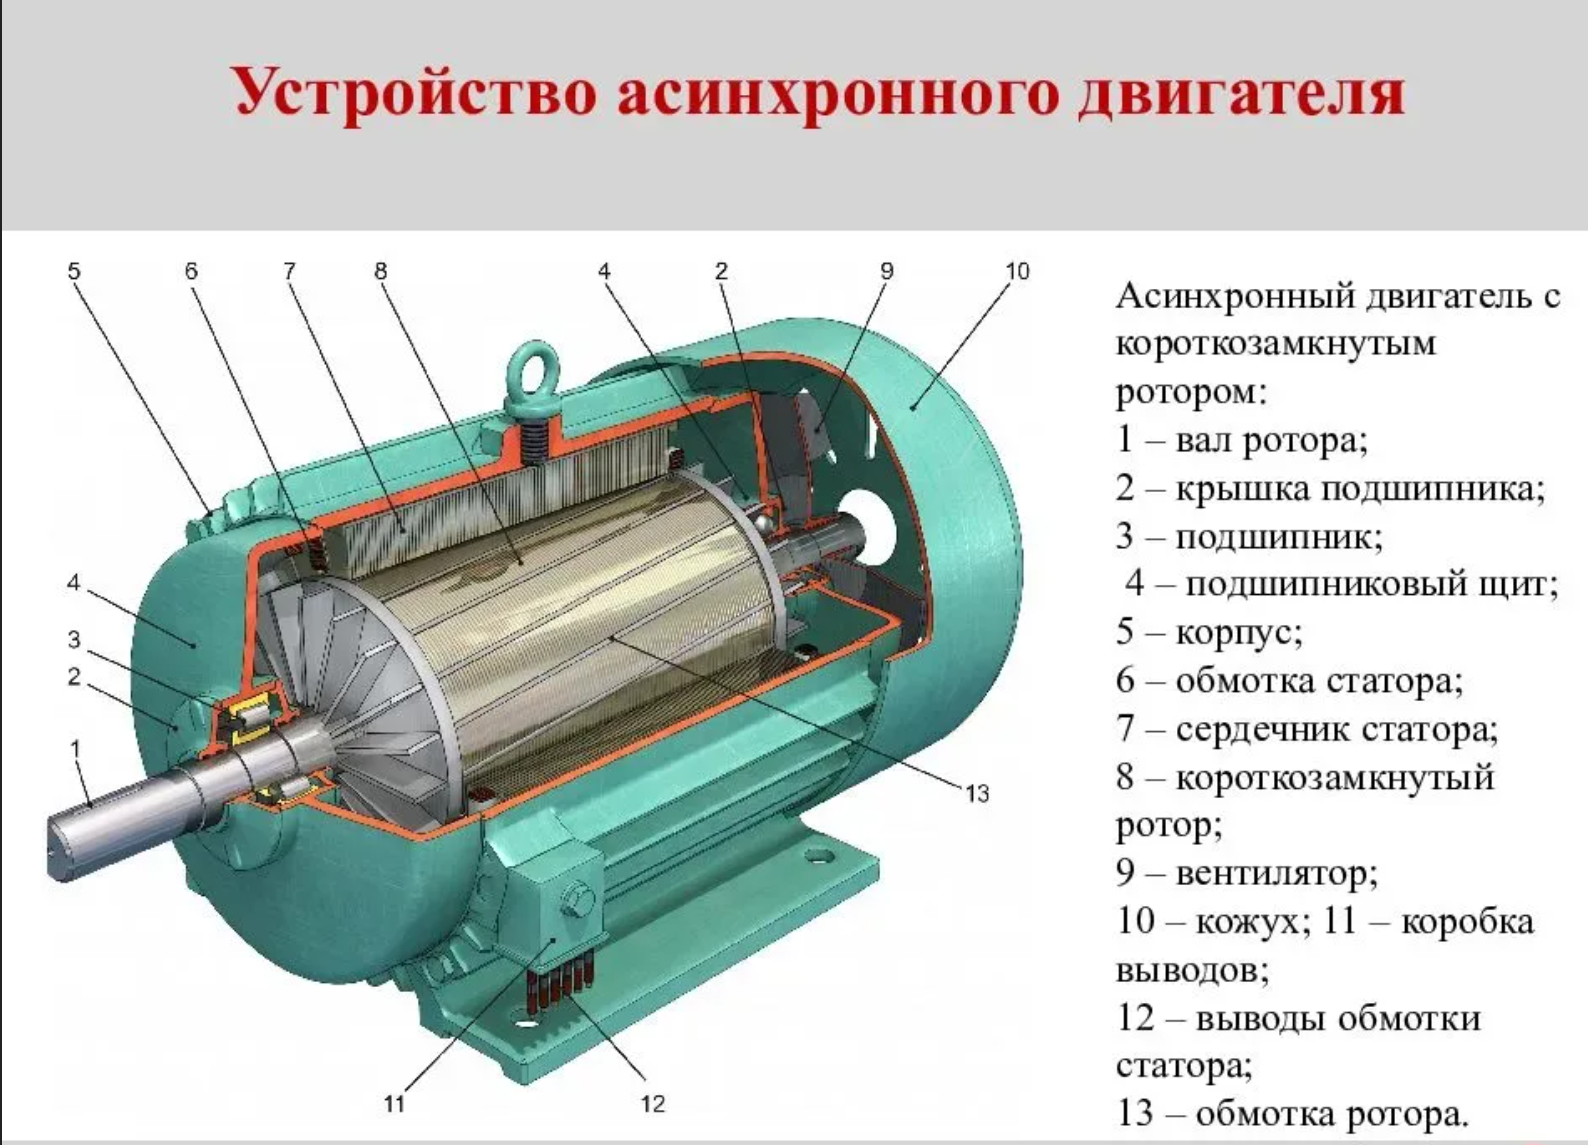 Устройство асинхронного двигателя
5 6 7 8 4 2 9 10
4
3
2
1
13
11 12
Асинхронный двигатель с
короткозамкнутым
ротором:
1 – вал ротора;
2 – крышка подшипника;
3 – подшипник;
4 – подшипниковый щит;
5 – корпус;
6 – обмотка статора;
7 – сердечник статора;
8 – короткозамкнутый
ротор;
9 – вентилятор;
10 – кожух; 11 – коробка
выводов;
12 – выводы обмотки
статора;
13 – обмотка ротора.